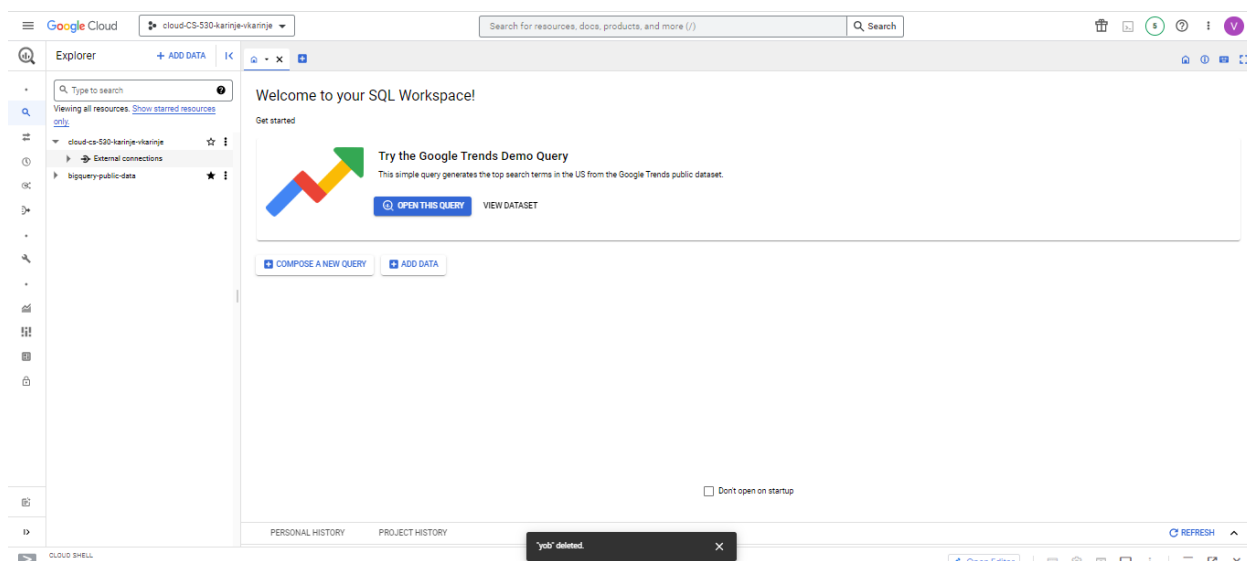 Google Cloud
cloud-CS-530-karinje-vkarinje
Search for resources, docs, products, and more (/)
Search
5
V
Explorer
+ ADD DATA
Type to search
Viewing all resources. Show starred resources
only.
cloud-cs-530-karinje-vkarinje
External connections
bigquery-public-data
Welcome to your SQL Workspace!
Get started
Try the Google Trends Demo Query
This simple query generates the top search terms in the US from the Google Trends public dataset.
OPEN THIS QUERY
VIEW DATASET
COMPOSE A NEW QUERY
ADD DATA
Don't open on startup
PERSONAL HISTORY
PROJECT HISTORY
REFRESH
"yob" deleted.
CLOUD SHELL
Open Editor